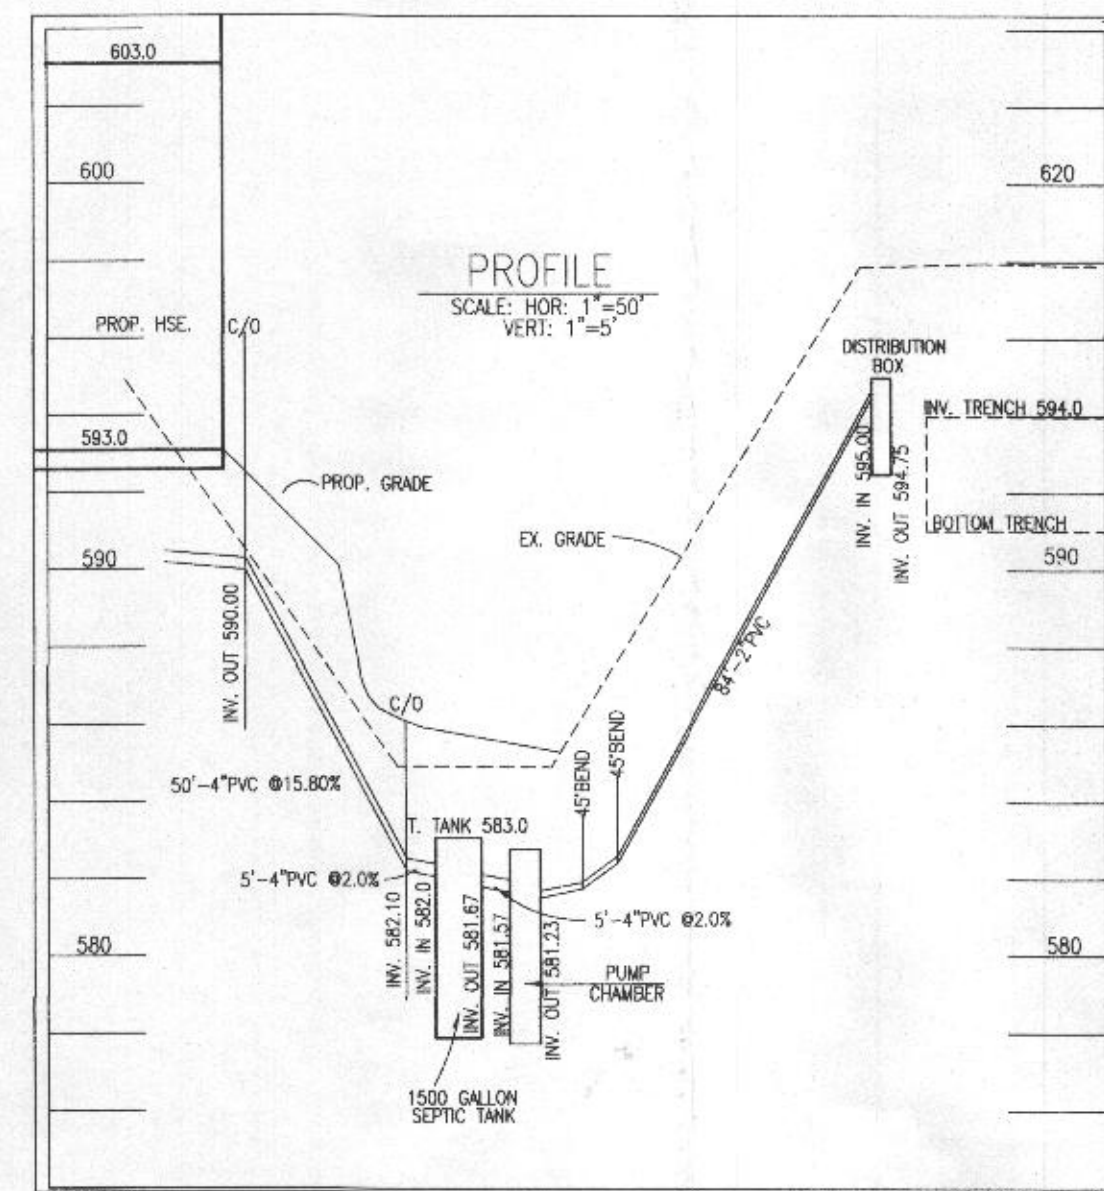 603.0
600
620
PROFILE
SCALE: HOR: 1"=50'
VERT: 1"=5'
PROP. HSE.
C/O
DISTRIBUTION
BOX
INV. TRENCH 594.0
593.0
PROP. GRADE
INV. IN 595.00
INV. OUT 594.75
EX. GRADE
BOTTOM TRENCH
590
590
INV. OUT 590.00
84'-2"PVC
C/O
45°BEND
45°BEND
50'-4"PVC @15.80%
T. TANK 583.0
5'-4"PVC @2.0%
5'-4"PVC @2.0%
INV. 582.10
INV. IN 582.0
INV. OUT 581.67
INV. IN 581.57
INV. OUT 581.23
580
580
PUMP
CHAMBER
1500 GALLON
SEPTIC TANK